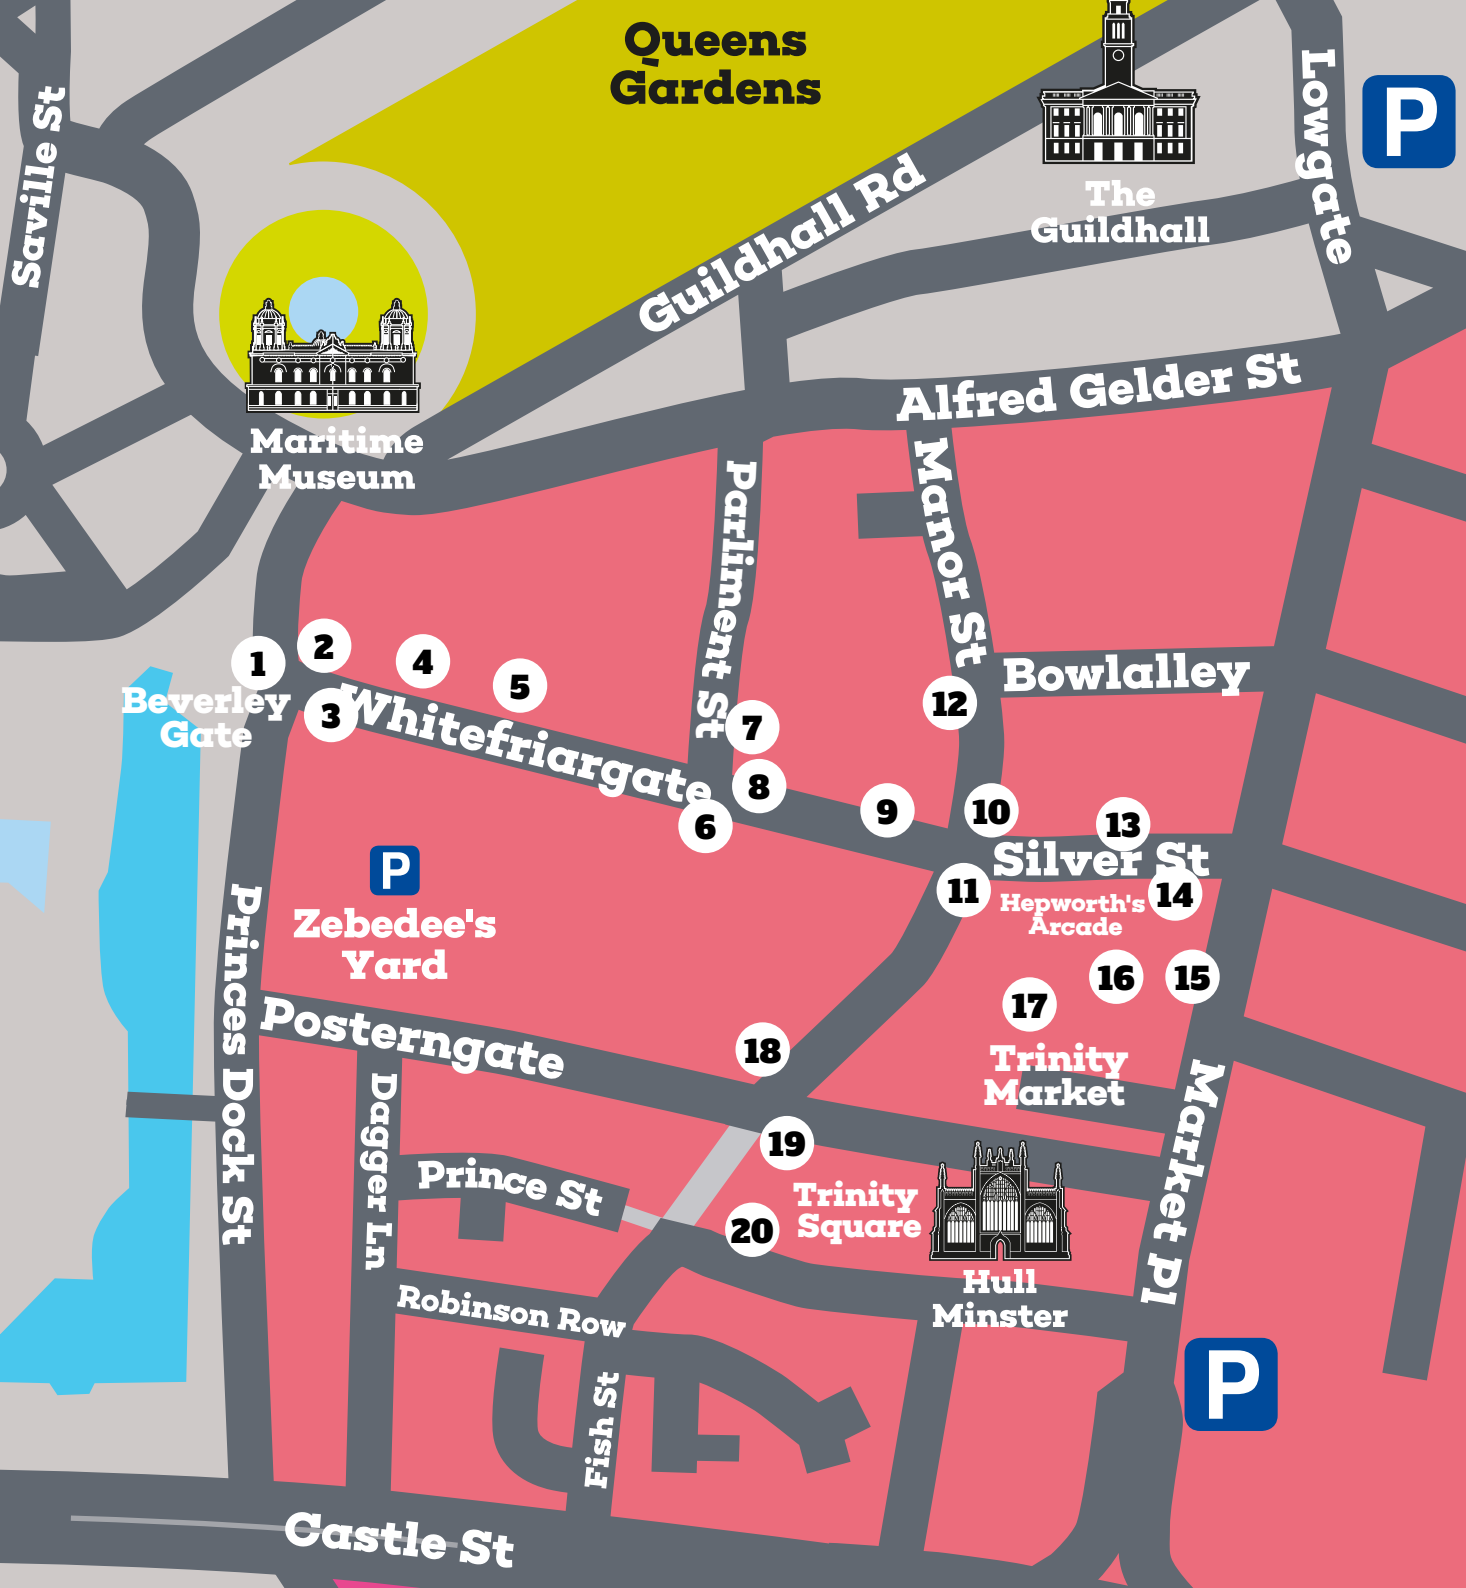 Queens
Gardens
Lowgate
P
Saville St
Guildhall Rd
The
Guildhall
Alfred Gelder St
Maritime
Museum
Parliment St
Manor St
Bowlalley
1
2
3
4
5
Beverley
Gate
Whitefriargate
6
7
8
9
10
11
12
13
Silver St
14
Hepworth's
Arcade
P
Zebedee's
Yard
15
16
17
Trinity
Market
Princes Dock St
Posterngate
18
19
Dagger Ln
Prince St
20
Trinity
Square
Market Pl
Hull
Minster
Robinson Row
Fish St
P
Castle St